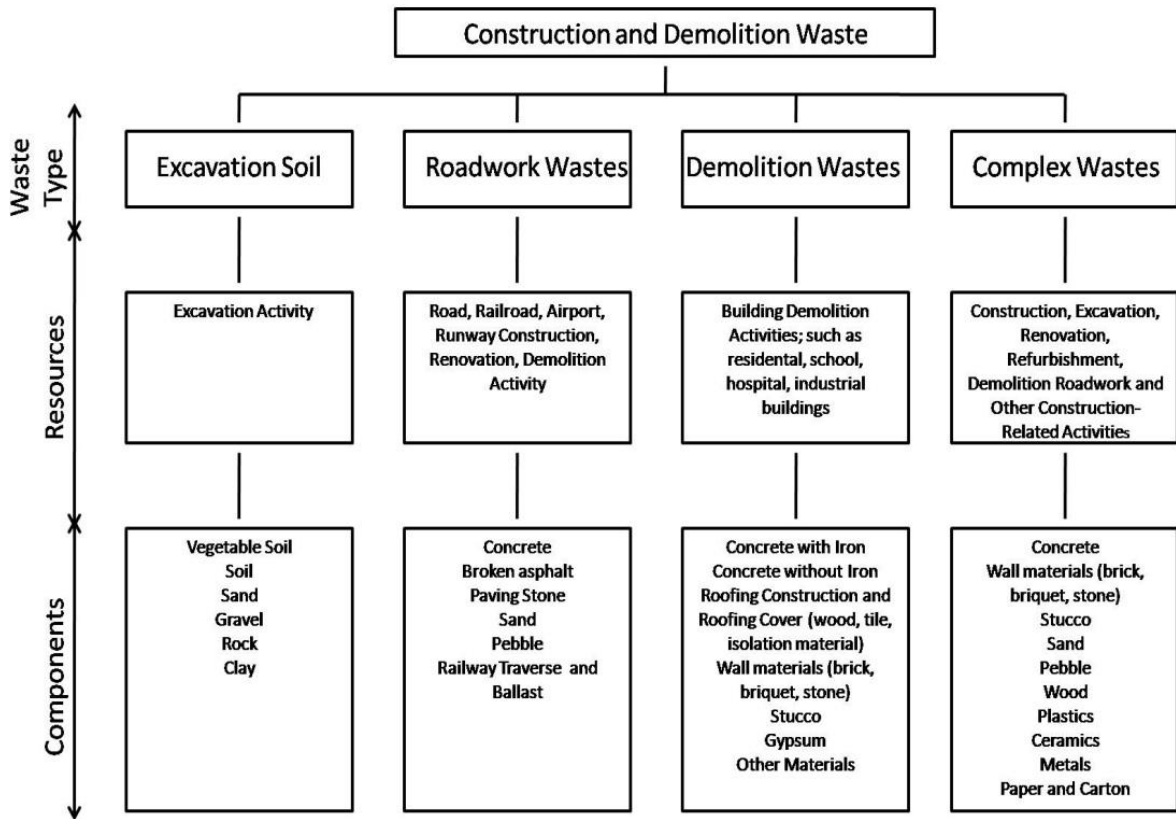 Construction and Demolition Waste
Waste
Type
Excavation Soil
Roadwork Wastes
Demolition Wastes
Complex Wastes
Resources
Excavation Activity
Road, Railroad, Airport,
Runway Construction,
Renovation, Demolition
Activity
Building Demolition
Activities; such as
residental, school,
hospital, industrial
buildings
Construction, Excavation,
Renovation,
Refurbishment,
Demolition Roadwork and
Other Construction-
Related Activities
Components
Vegetable Soil
Soil
Sand
Gravel
Rock
Clay
Concrete
Broken asphalt
Paving Stone
Sand
Pebble
Railway Traverse and
Ballast
Concrete with Iron
Concrete without Iron
Roofing Construction and
Roofing Cover (wood, tile,
isolation material)
Wall materials (brick,
briquet, stone)
Stucco
Gypsum
Other Materials
Concrete
Wall materials (brick,
briquet, stone)
Stucco
Sand
Pebble
Wood
Plastics
Ceramics
Metals
Paper and Carton